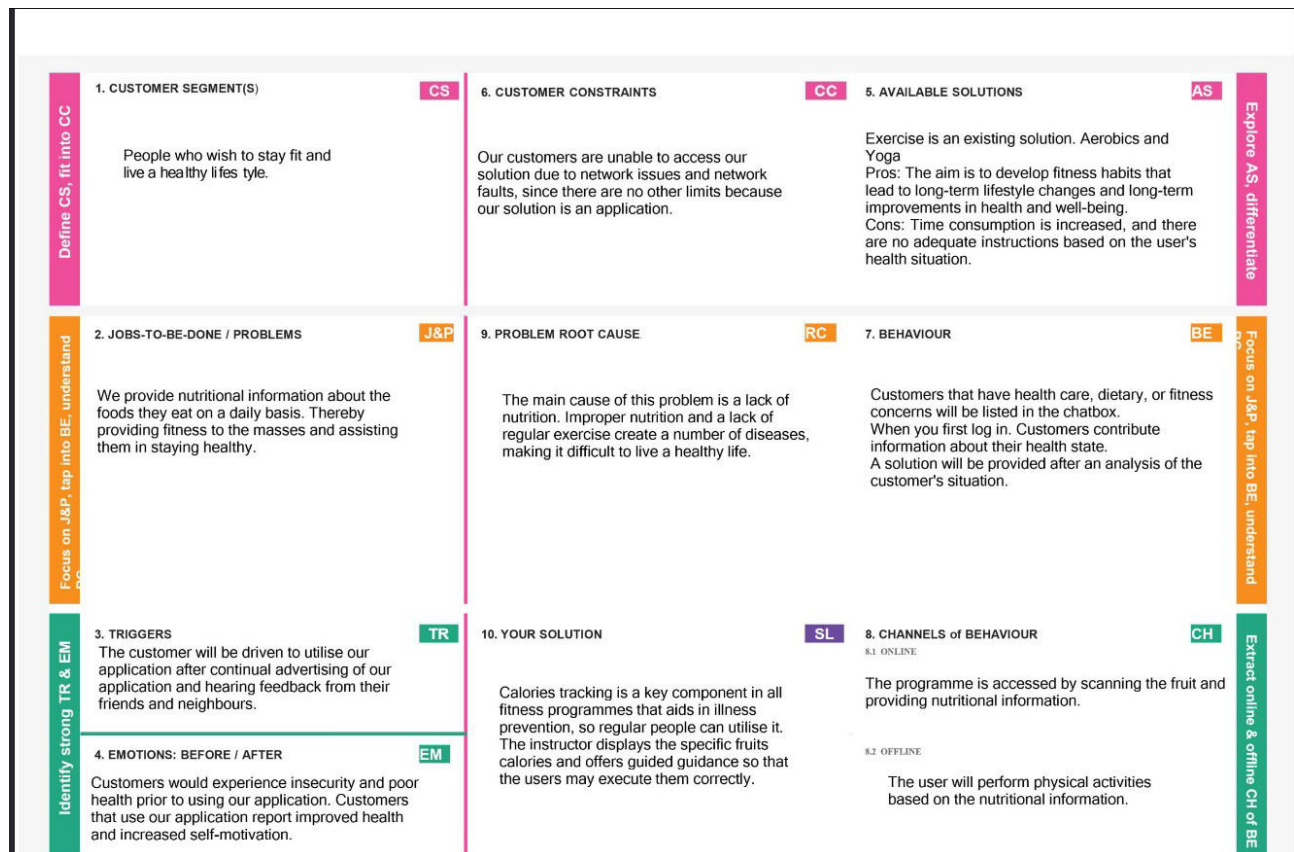 Define CS, fit into CC
1. CUSTOMER SEGMENT(S)
CS
People who wish to stay fit and
live a healthy lifes tyle.
6. CUSTOMER CONSTRAINTS
CC
Our customers are unable to access our
solution due to network issues and network
faults, since there are no other limits because
our solution is an application.
5. AVAILABLE SOLUTIONS
AS
Exercise is an existing solution. Aerobics and
Yoga
Pros: The aim is to develop fitness habits that
lead to long-term lifestyle changes and long-term
improvements in health and well-being.
Cons: Time consumption is increased, and there
are no adequate instructions based on the user's
health situation.
Explore AS, differentiate
Focus on J&P, tap into BE, understand
RC
2. JOBS-TO-BE-DONE / PROBLEMS
J&P
We provide nutritional information about the
foods they eat on a daily basis. Thereby
providing fitness to the masses and assisting
them in staying healthy.
9. PROBLEM ROOT CAUSE
RC
The main cause of this problem is a lack of
nutrition. Improper nutrition and a lack of
regular exercise create a number of diseases,
making it difficult to live a healthy life.
7. BEHAVIOUR
BE
Customers that have health care, dietary, or fitness
concerns will be listed in the chatbox.
When you first log in. Customers contribute
information about their health state.
A solution will be provided after an analysis of the
customer's situation.
Focus on J&P, tap into BE, understand
RC
Identify strong TR & EM
3. TRIGGERS
TR
The customer will be driven to utilise our
application after continual advertising of our
application and hearing feedback from their
friends and neighbours.
4. EMOTIONS: BEFORE / AFTER
EM
Customers would experience insecurity and poor
health prior to using our application. Customers
that use our application report improved health
and increased self-motivation.
10. YOUR SOLUTION
SL
Calories tracking is a key component in all
fitness programmes that aids in illness
prevention, so regular people can utilise it.
The instructor displays the specific fruits
calories and offers guided guidance so that
the users may execute them correctly.
8. CHANNELS of BEHAVIOUR
CH
8.1 ONLINE
The programme is accessed by scanning the fruit and
providing nutritional information.
8.2 OFFLINE
The user will perform physical activities
based on the nutritional information.
Extract online & offline CH of BE